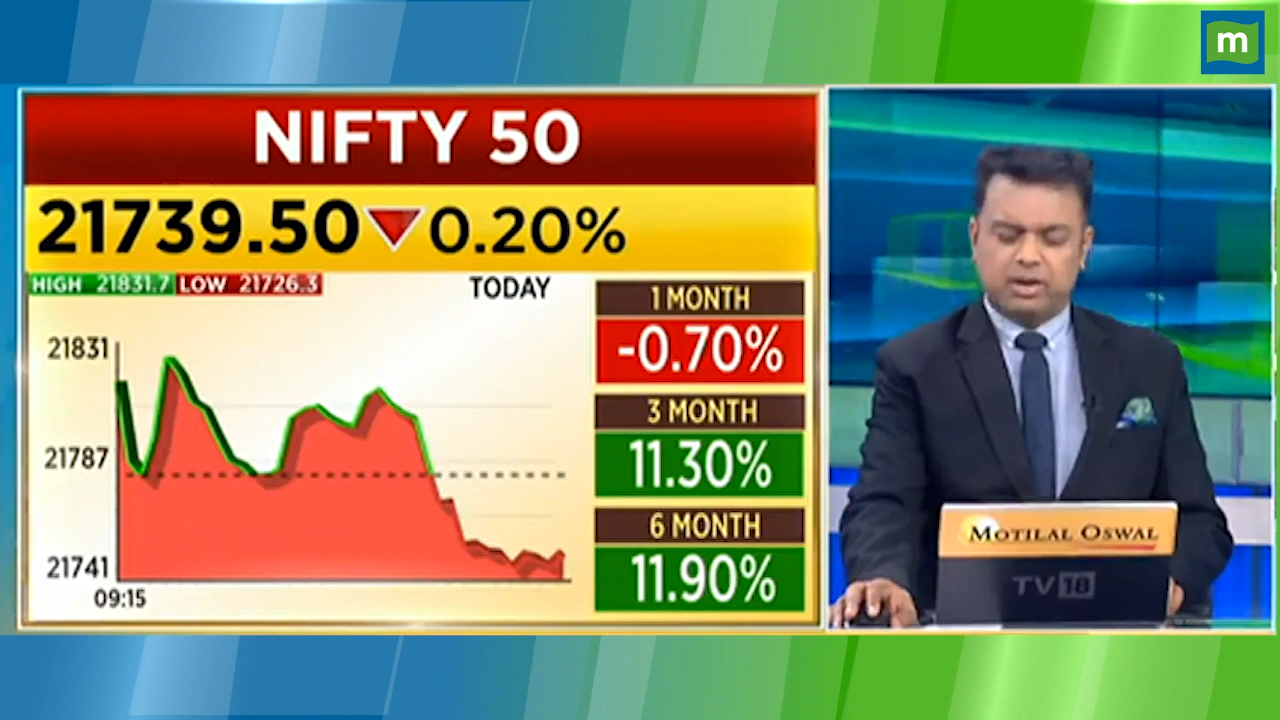 m
NIFTY 50
21739.50 0.20%
HIGH 21831.7 LOW 21726.3
TODAY
21831
21787
21741
09:15
1 MONTH
-0.70%
3 MONTH
11.30%
6 MONTH
11.90%
MOTILAL OSWAL
TV18